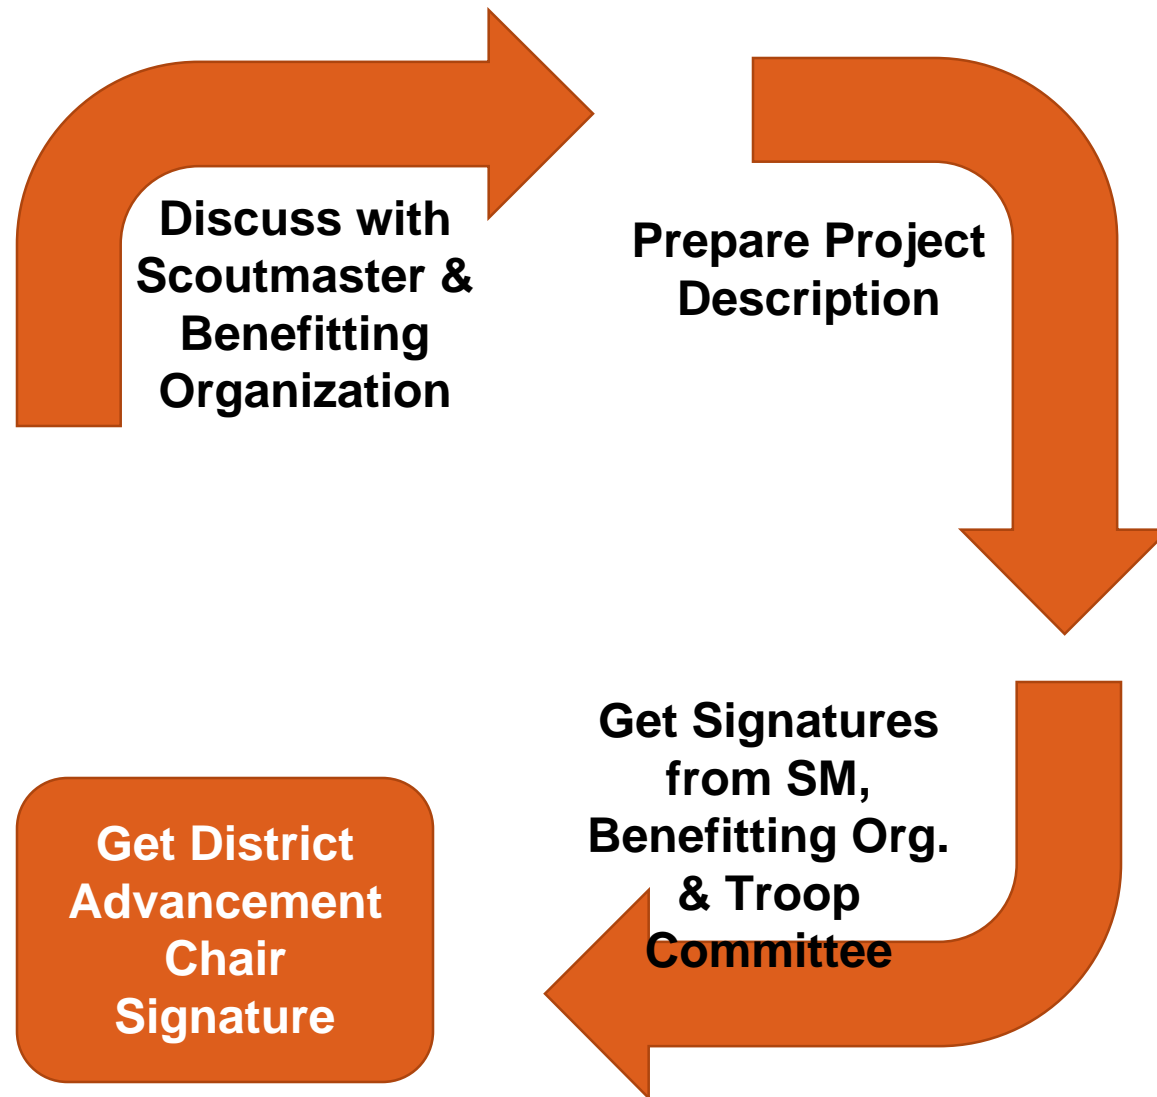 Discuss with
Scoutmaster &
Benefitting
Organization
Prepare Project
Description
Get Signatures
from SM,
Benefitting Org.
& Troop
Committee
Get District
Advancement
Chair
Signature